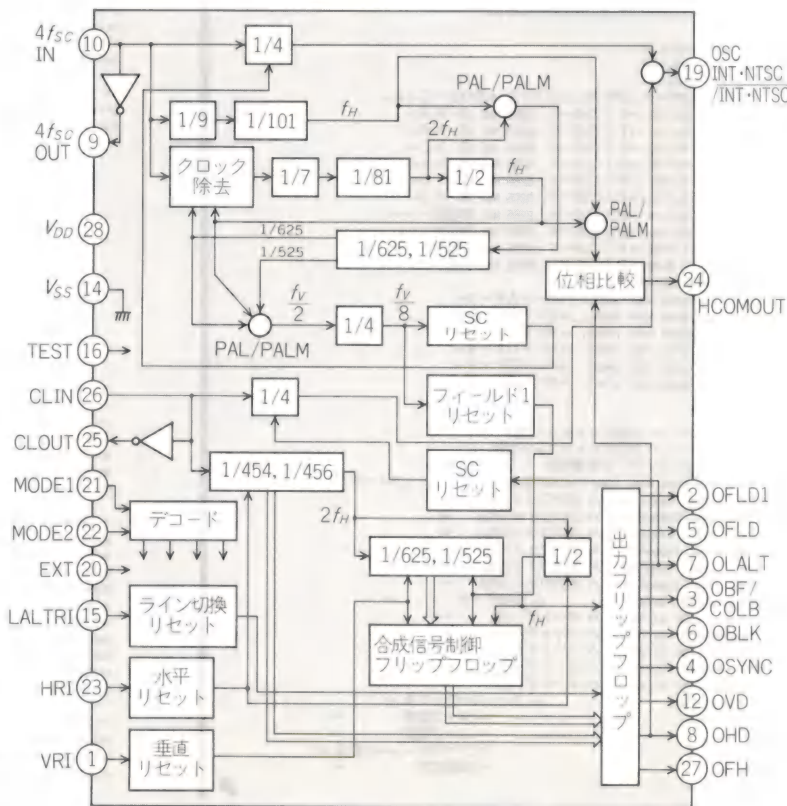 4fSC
IN
10
1/4
19
OSC
INT・NTSC
/INT・NTSC
PAL/PALM
1/9
1/101
fH
2fH
4fSC
OUT
9
クロック
除去
1/7
1/81
1/2
fH
PAL/
PALM
VDD
28
1/625
1/525
1/625, 1/525
位相比較
24
HCOMOUT
VSS
14
fV/2
1/4
fV/8
SC
リセット
PAL/PALM
TEST
16
CLIN
26
1/4
フィールド1
リセット
CLOUT
25
SC
リセット
1/454, 1/456
MODE1
21
デコード
MODE2
22
2fH
1/625, 1/525
1/2
EXT
20
LALTRI
15
ライン切換
リセット
fH
合成信号制御
フリップフロップ
HRI
23
水平
リセット
VRI
1
垂直
リセット
出力フリップフロップ
2
OFLD1
5
OFLD
7
OLALT
3
OBF/
COLB
6
OBLK
4
OSYNC
12
OVD
8
OHD
27
OFH